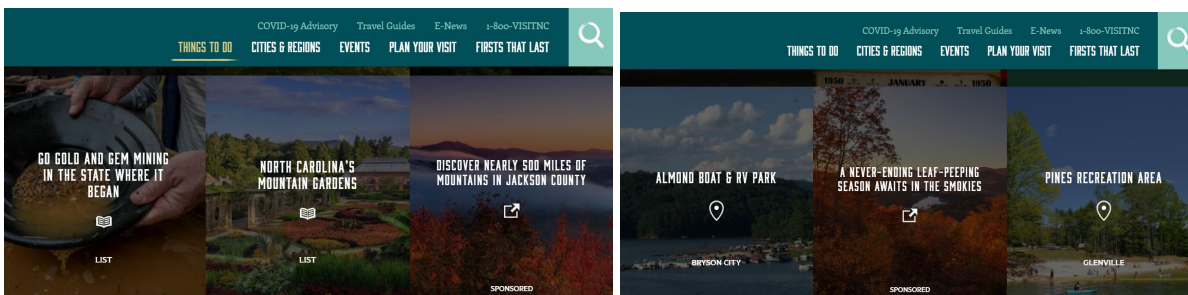 COVID-19 Advisory Travel Guides E-News 1-800-VISITNC
THINGS TO DO CITIES & REGIONS EVENTS PLAN YOUR VISIT FIRSTS THAT LAST
GO GOLD AND GEM MINING
IN THE STATE WHERE IT
BEGAN
LIST
NORTH CAROLINA'S
MOUNTAIN GARDENS
LIST
DISCOVER NEARLY 500 MILES OF
MOUNTAINS IN JACKSON COUNTY
SPONSORED
COVID-19 Advisory Travel Guides E-News 1-800-VISITNC
THINGS TO DO CITIES & REGIONS EVENTS PLAN YOUR VISIT FIRSTS THAT LAST
1950 JANUARY 1950
ALMOND BOAT & RV PARK
BRYSON CITY
A NEVER-ENDING LEAF-PEEPING
SEASON AWAITS IN THE SMOKIES
SPONSORED
PINES RECREATION AREA
GLENVILLE